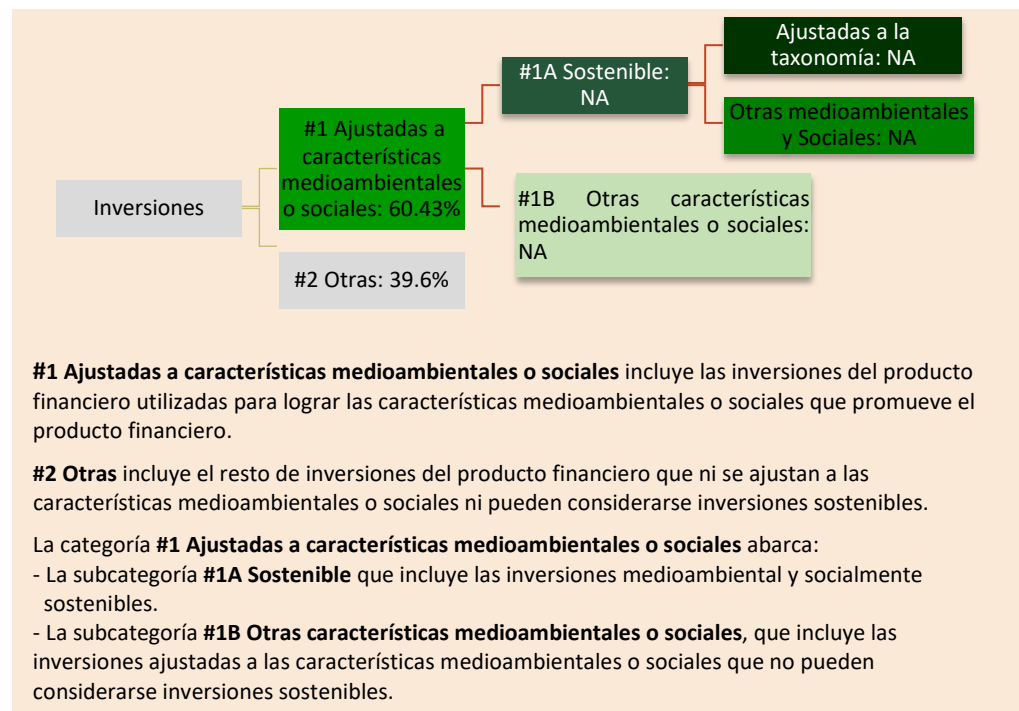 Ajustadas a la
taxonomía: NA
#1A Sostenible:
NA
Otras medioambientales
y Sociales: NA
#1 Ajustadas a
características
medioambientales
o sociales: 60.43%
Inversiones
#1B Otras características
medioambientales o sociales:
NA
#2 Otras: 39.6%
#1 Ajustadas a características medioambientales o sociales incluye las inversiones del producto
financiero utilizadas para lograr las características medioambientales o sociales que promueve el
producto financiero.
#2 Otras incluye el resto de inversiones del producto financiero que ni se ajustan a las
características medioambientales o sociales ni pueden considerarse inversiones sostenibles.
La categoría #1 Ajustadas a características medioambientales o sociales abarca:
- La subcategoría #1A Sostenible que incluye las inversiones medioambiental y socialmente
sostenibles.
- La subcategoría #1B Otras características medioambientales o sociales, que incluye las
inversiones ajustadas a las características medioambientales o sociales que no pueden
considerarse inversiones sostenibles.